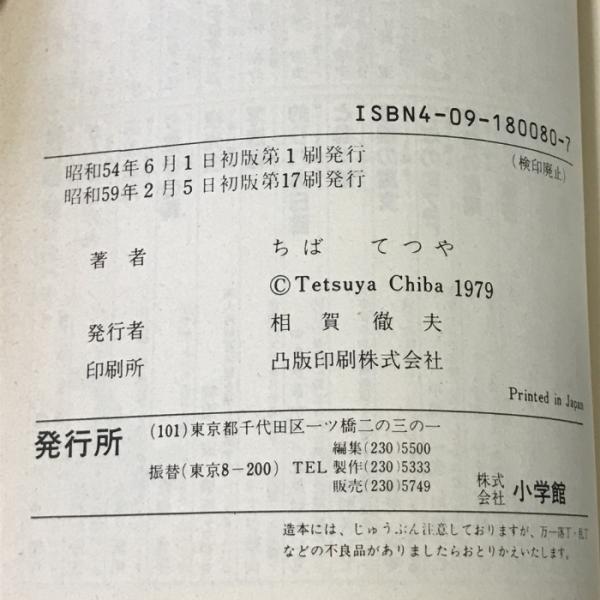 ISBN4-09-180080-7
昭和54年6月1日初版第1刷発行
(検印廃止)
昭和59年2月5日初版第17刷発行
著者 ちば てつや
©Tetsuya Chiba 1979
発行者 相賀徹夫
印刷所 凸版印刷株式会社
Printed in Japan
発行所 (101)東京都千代田区一ツ橋二の三の一
編集(230)5500
振替(東京8-200) TEL 製作(230)5333
販売(230)5749
株式会社 小学館
造本には、じゅうぶん注意しておりますが、万一落丁・乱丁
などの不良品がありましたらおとりかえいたします。